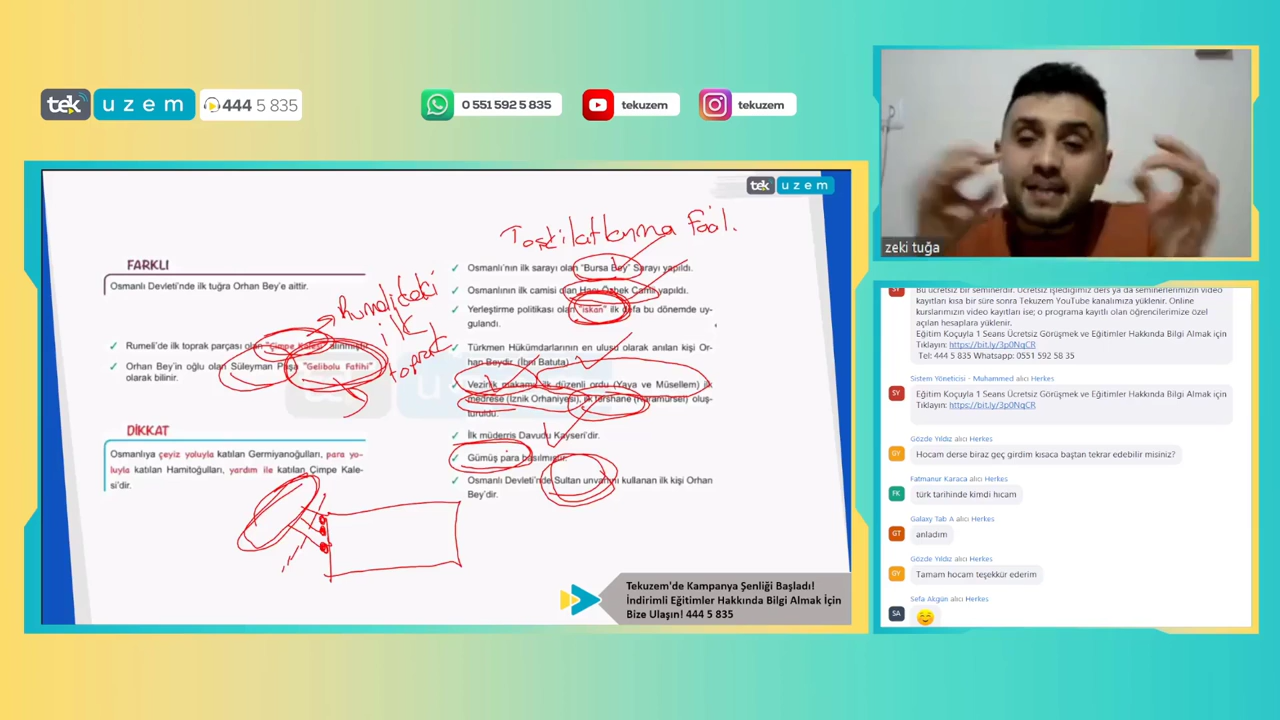 tek uzem 444 5 835
0 551 592 5 835
tekuzem
tekuzem
tek uzem
Teşkilatlanma Faal.
FARKLI
Osmanlı Devleti'nde ilk tuğra Orhan Bey'e aittir.
Rumelideki
ilk
toprak
✓ Rumeli'de ilk toprak parçası olan "Çimpe Kalesi" alınmıştır.
✓ Orhan Bey'in oğlu olan Süleyman Paşa "Gelibolu Fatihi"
olarak bilinir.
DİKKAT
Osmanlıya çeyiz yoluyla katılan Germiyanoğulları, para yo-
luyla katılan Hamitoğulları, yardım ile katılan Çimpe Kale-
si'dir.
✓ Osmanlı'nın ilk sarayı olan "Bursa Bey" Sarayı yapıldı.
✓ Osmanlının ilk camisi olan Hacı Özbek Camii yapıldı.
✓ Yerleştirme politikası olan "iskan" ilk defa bu dönemde uy-
gulandı.
✓ Türkmen Hükümdarlarının en ulusu olarak anılan kişi Or-
han Beydir. (İbni Batuta)
✓ Vezirlik makamı, ilk düzenli ordu (Yaya ve Müsellem) ilk
medrese (İznik Orhaniyesi), ilk tershane (Karamürsel) oluş-
turuldu.
✓ İlk müderris Davudu Kayseri'dir.
✓ Gümüş para basılmıştır.
✓ Osmanlı Devleti'nde Sultan unvanını kullanan ilk kişi Orhan
Bey'dir.
Tekuzem'de Kampanya Şenliği Başladı!
İndirimli Eğitimler Hakkında Bilgi Almak İçin
Bize Ulaşın! 444 5 835
zeki tuğa
Bu ücretsiz bir seminerdir. Ücretsiz işlediğimiz ders ya da seminerlerimizin video
kayıtları kısa bir süre sonra Tekuzem YouTube kanalımıza yüklenir. Online
kurslarımızın video kayıtları ise; o programa kayıtlı olan öğrencilerimize özel
açılan hesaplara yüklenir.
Eğitim Koçuyla 1 Seans Ücretsiz Görüşmek ve Eğitimler Hakkında Bilgi Almak için
Tıklayın: https://bit.ly/3p0NqCR
Tel: 444 5 835 Whatsapp: 0551 592 58 35
Sistem Yöneticisi - Muhammed alıcı Herkes
SY
Eğitim Koçuyla 1 Seans Ücretsiz Görüşmek ve Eğitimler Hakkında Bilgi Almak için
Tıklayın: https://bit.ly/3p0NqCR
Gözde Yıldız alıcı Herkes
GY Hocam derse biraz geç girdim kısaca baştan tekrar edebilir misiniz?
Fatmanur Karaca alıcı Herkes
FK türk tarihinde kimdi hıcam
Galaxy Tab A alıcı Herkes
GT anladım
Gözde Yıldız alıcı Herkes
GY Tamam hocam teşekkür ederim
Sefa Akgün alıcı Herkes
SA